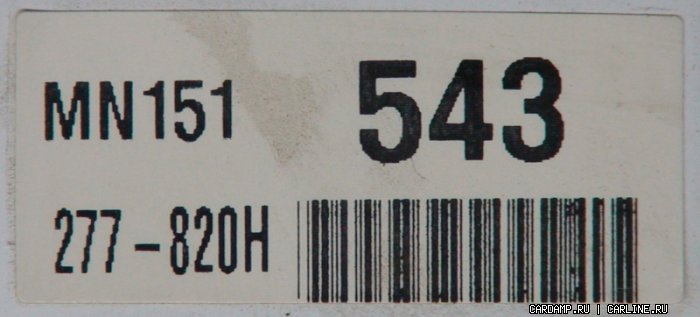 MN151 543
277-820H
CARDAMP.RU | CARLINE.RU